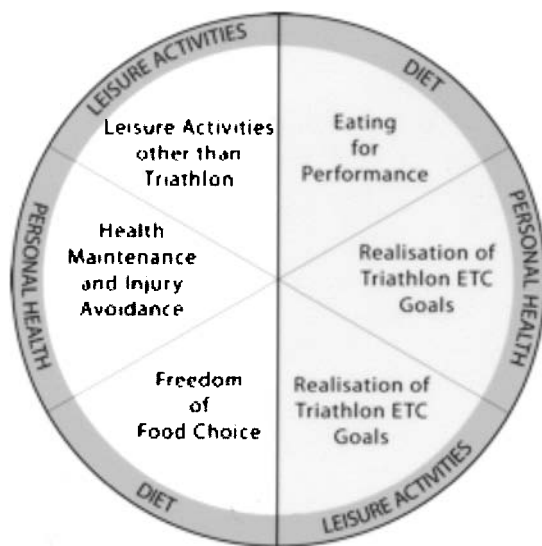 LEISURE ACTIVITIES
DIET
Leisure Activities
other than
Triathlon
Eating
for
Performance
PERSONAL HEALTH
Health
Maintenance
and Injury
Avoidance
Realisation of
Triathlon ETC
Goals
PERSONAL HEALTH
Freedom
of
Food Choice
Realisation of
Triathlon ETC
Goals
DIET
LEISURE ACTIVITIES